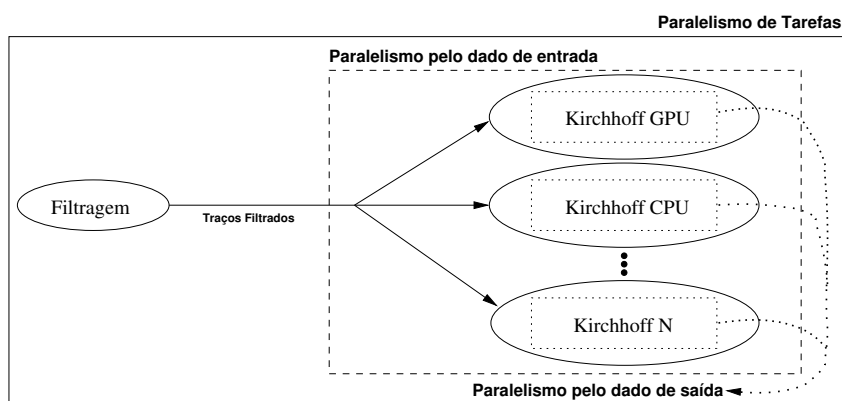 Paralelismo de Tarefas
Paralelismo pelo dado de entrada
Kirchhoff GPU
Filtragem
Traços Filtrados
Kirchhoff CPU
Kirchhoff N
Paralelismo pelo dado de saída